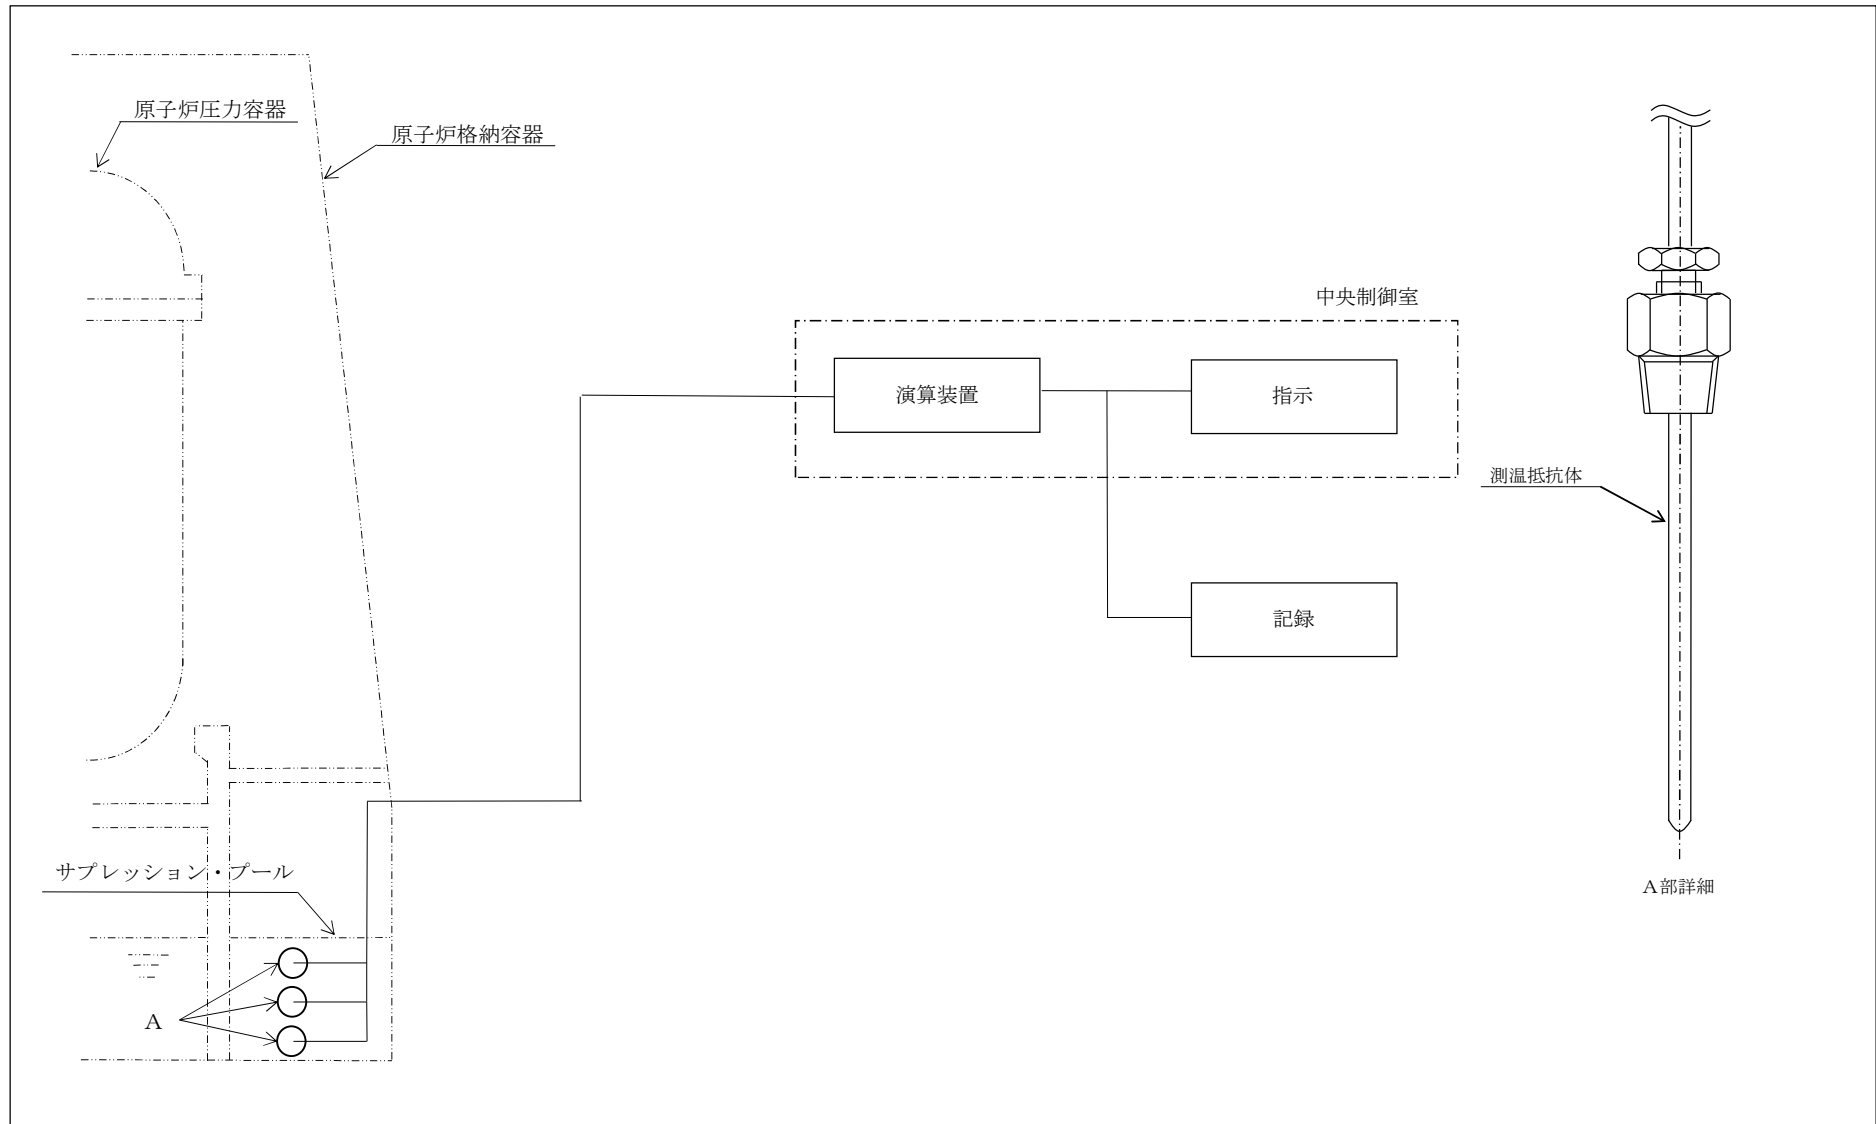 原子炉圧力容器
原子炉格納容器
中央制御室
演算装置
指示
測温抵抗体
記録
サプレッション・プール
A部詳細
A